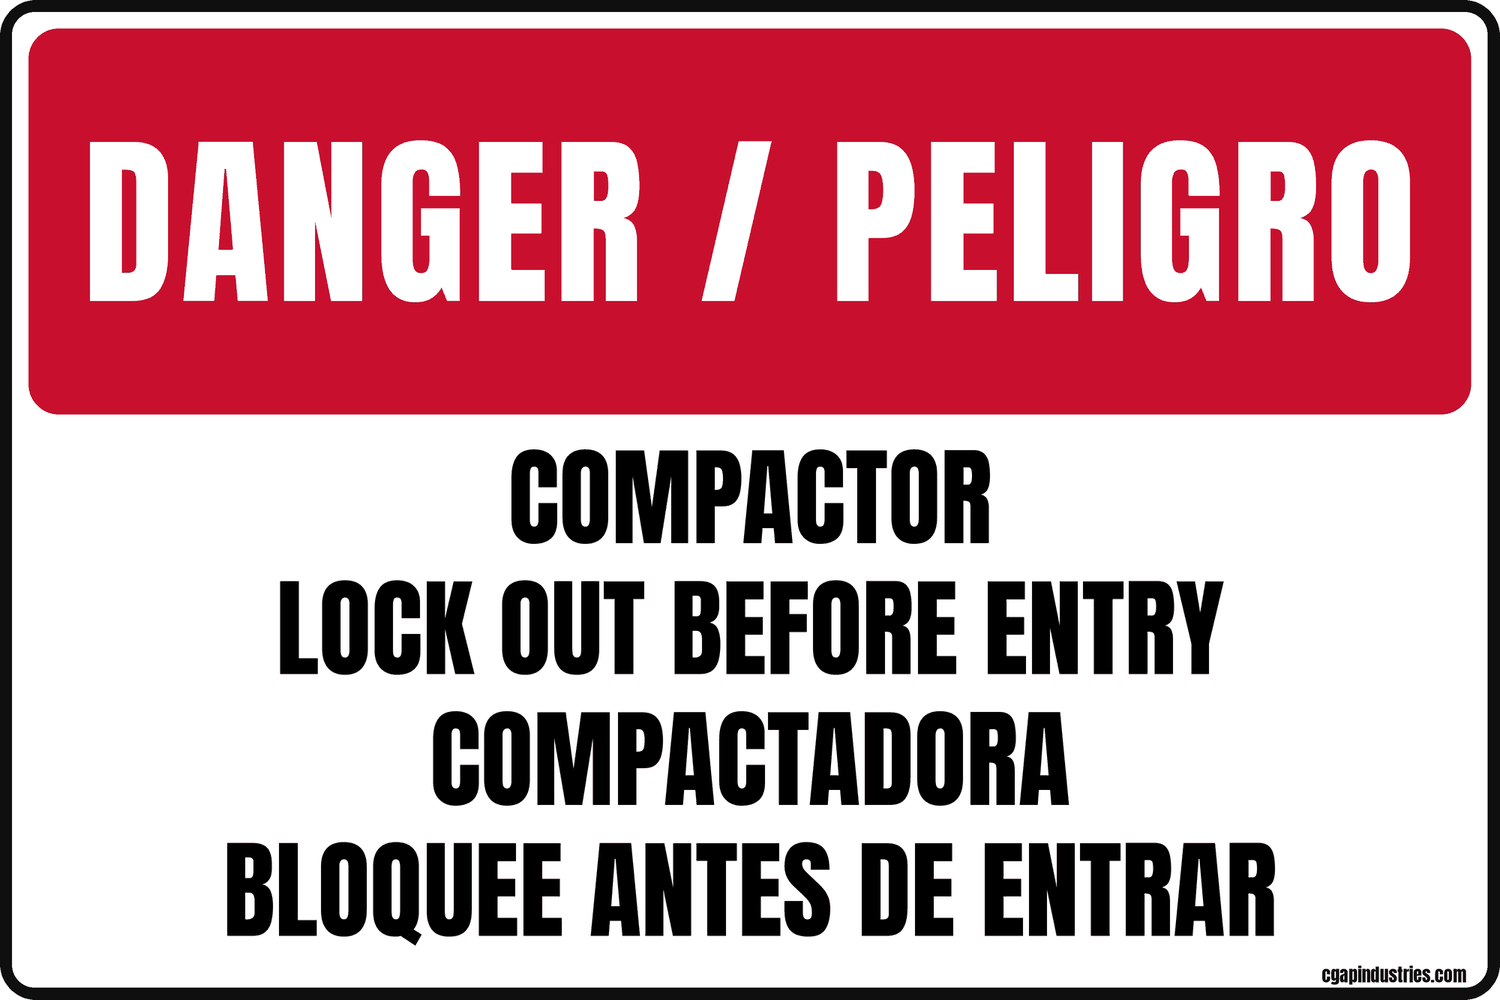 DANGER / PELIGRO
COMPACTOR
LOCK OUT BEFORE ENTRY
COMPACTADORA
BLOQUEE ANTES DE ENTRAR
cgapindustries.com